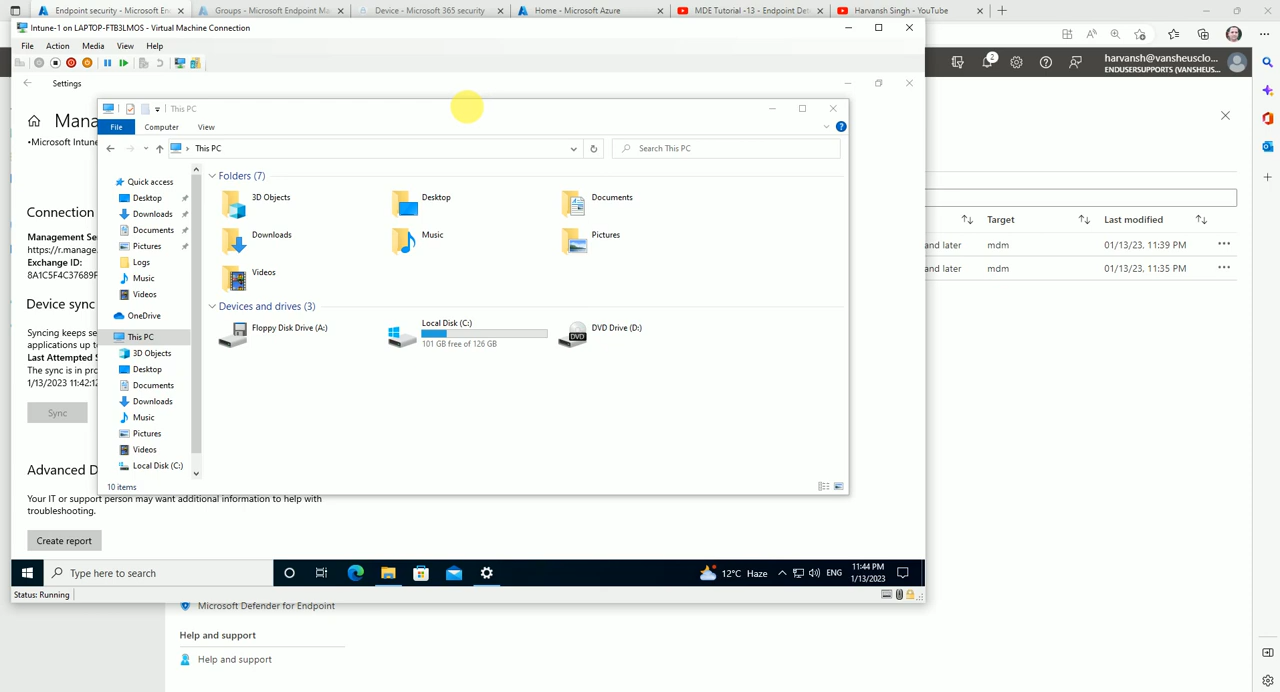 Endpoint security - Microsoft En
Groups - Microsoft Endpoint Ma
Device - Microsoft 365 security
Home - Microsoft Azure
MDE Tutorial -13 - Endpoint Det
Harvansh Singh - YouTube
Intune-1 on LAPTOP-FTB3LMOS - Virtual Machine Connection
File Action Media View Help
2
harvansh@vansheusclo...
ENDUSERSUPPORTS (VANSHEUS...
Settings
Mana
•Microsoft Intune
Connection
Management Se
https://r.manage.
Exchange ID:
8A1C5F4C37689F
Device sync
Syncing keeps se
applications up t
Last Attempted S
The sync is in pro
1/13/2023 11:42:12
Sync
Advanced D
Your IT or support person may want additional information to help with
troubleshooting.
Create report
This PC
File Computer View
This PC
Search This PC
Quick access
Desktop
Downloads
Documents
Pictures
Logs
Music
Videos
OneDrive
This PC
3D Objects
Desktop
Documents
Downloads
Music
Pictures
Videos
Local Disk (C:)
Folders (7)
3D Objects
Desktop
Documents
Downloads
Music
Pictures
Videos
Devices and drives (3)
Floppy Disk Drive (A:)
Local Disk (C:)
101 GB free of 126 GB
DVD Drive (D:)
DVD
10 items
Target Last modified
and later mdm 01/13/23, 11:39 PM
and later mdm 01/13/23, 11:35 PM
Type here to search
12°C Haze
ENG
11:44 PM
1/13/2023
Status: Running
Microsoft Defender for Endpoint
Help and support
Help and support